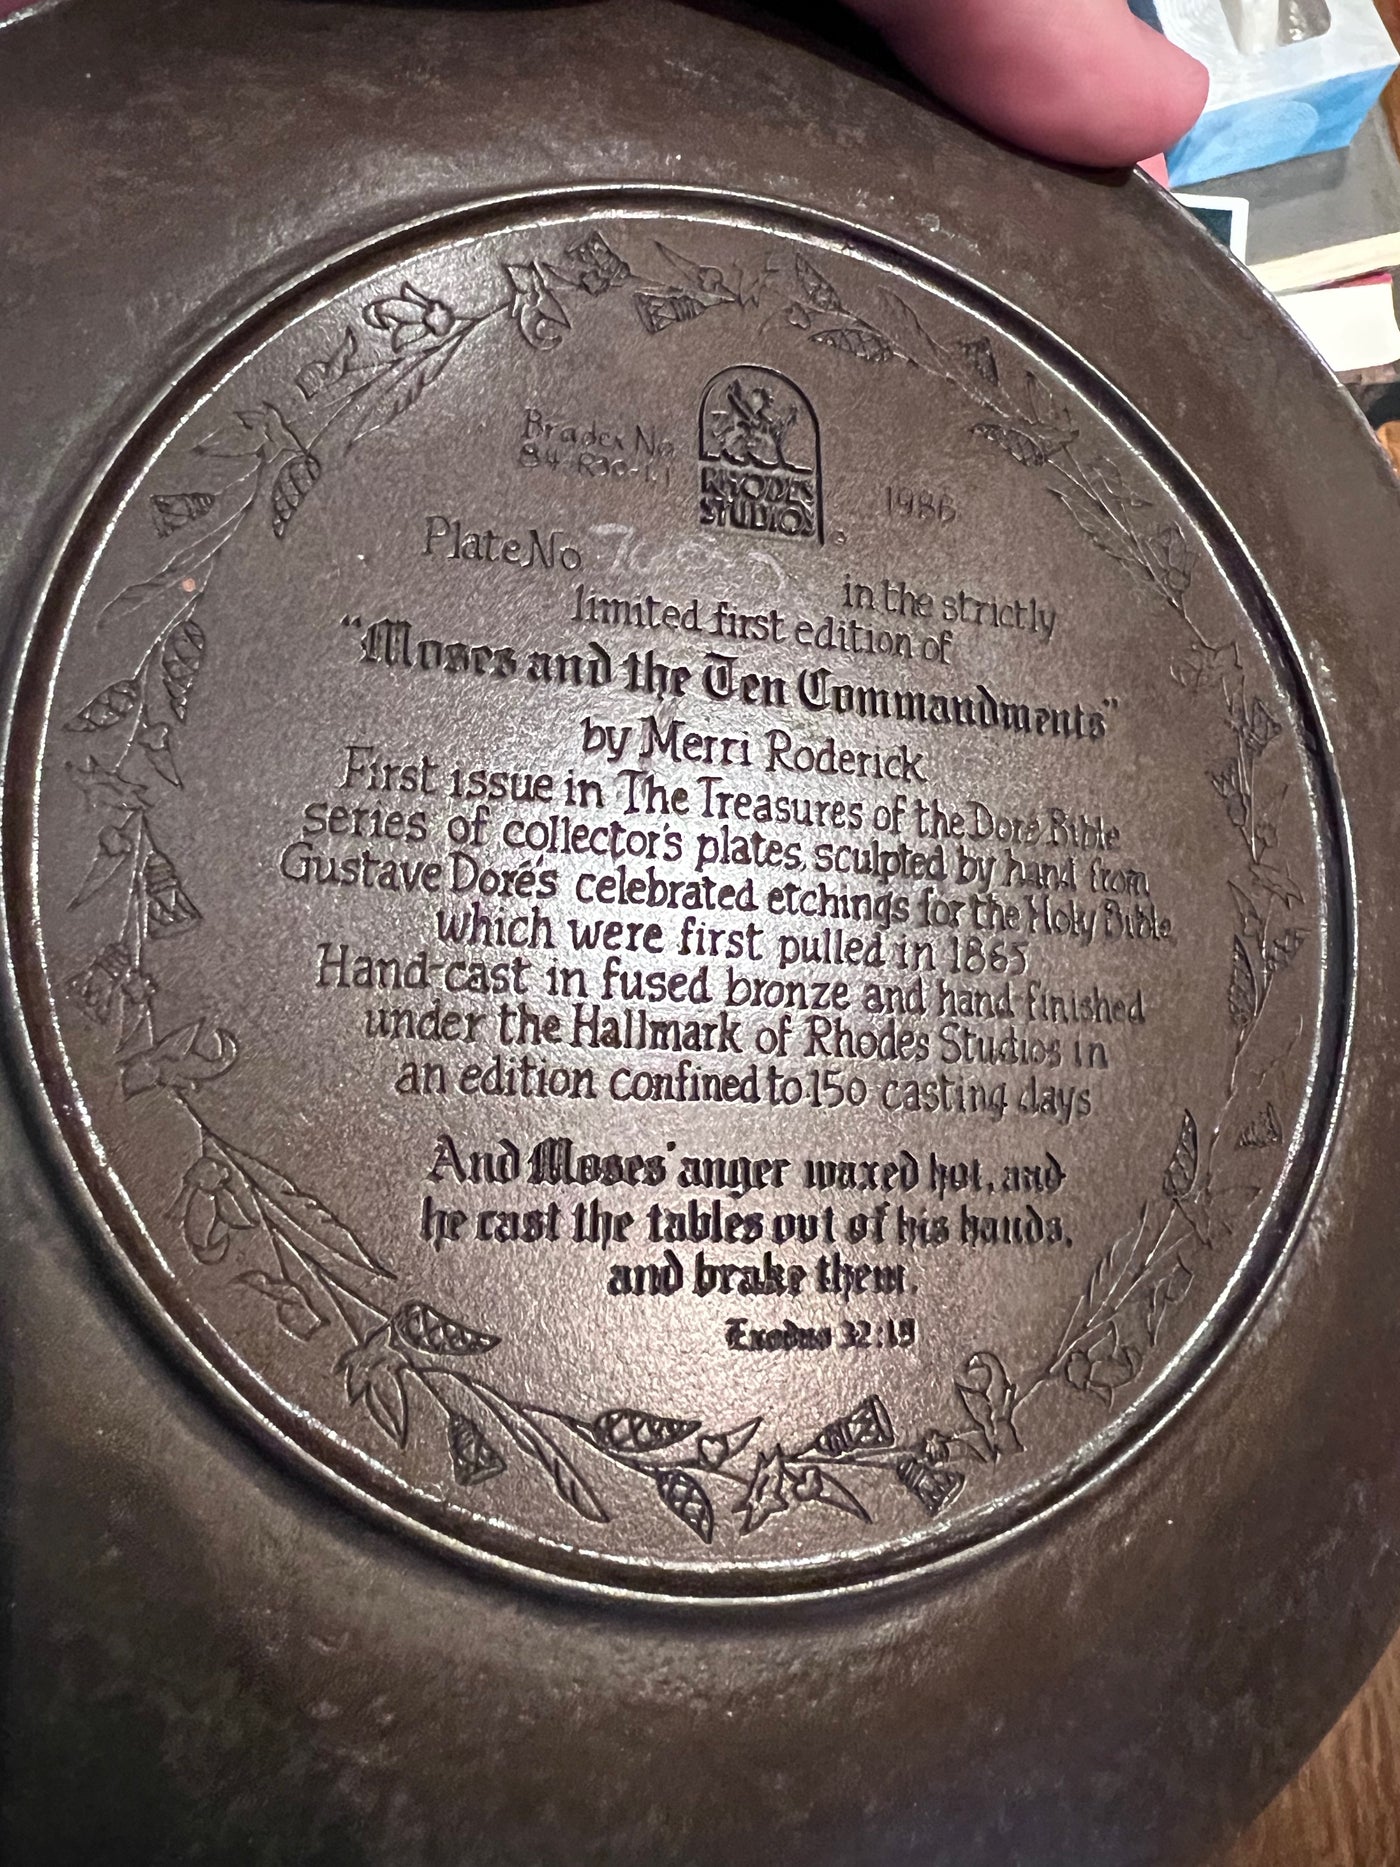 Bradex No.
RHODES
STUDIOS
1986
Plate No
in the strictly
limited first edition of
"Moses and the Ten Commandments"
by Merri Roderick
First issue in The Treasures of the Doré Bible
series of collector's plates, sculpted by hand from
Gustave Doré's celebrated etchings for the Holy Bible
which were first pulled in 1865
Hand-cast in fused bronze and hand finished
under the Hallmark of Rhodes Studios in
an edition confined to 150 casting days
And Moses' anger waxed hot, and
he cast the tables out of his hands,
and brake them.
Exodus 32:19